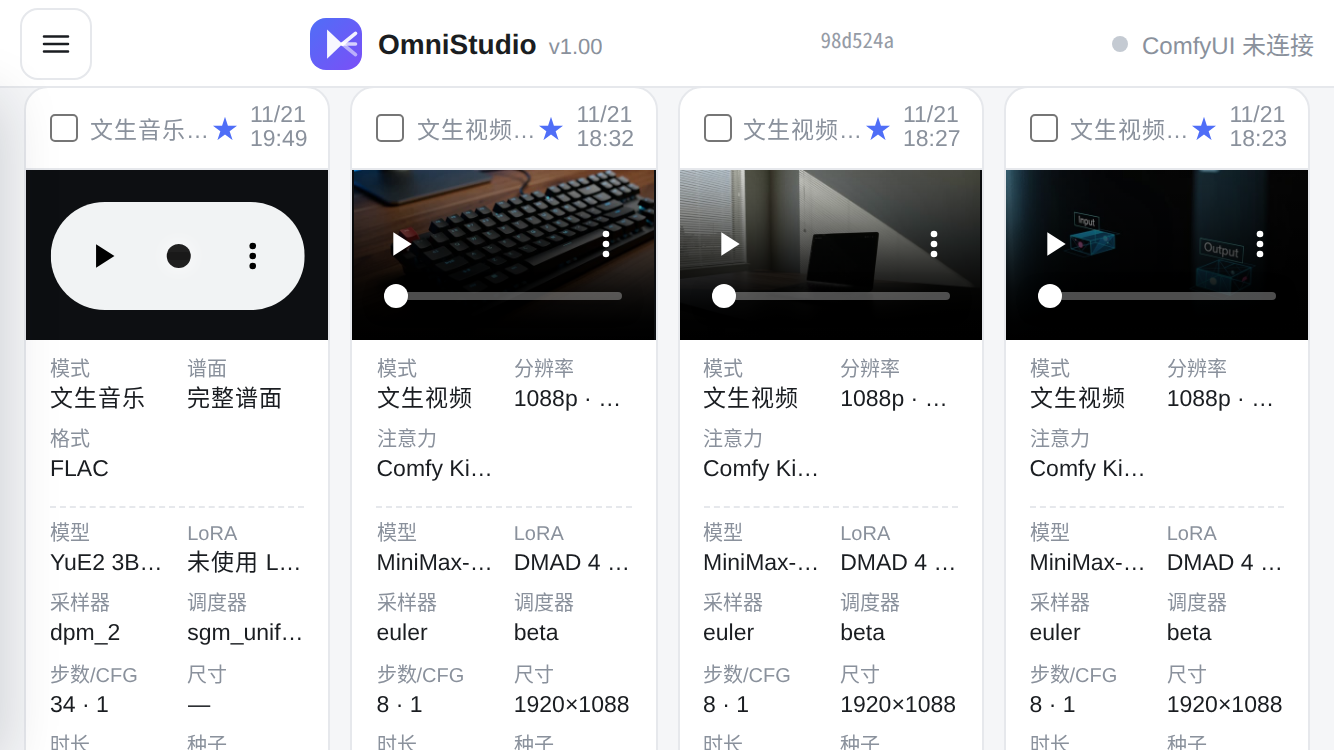 OmniStudio v1.00
98d524a
ComfyUI 未连接
文生音乐… ★ 11/21 19:49
文生视频… ★ 11/21 18:32
文生视频… ★ 11/21 18:27
文生视频… ★ 11/21 18:23
Input
Output
模式 谱面
文生音乐 完整谱面
格式
FLAC
模型 LoRA
YuE2 3B… 未使用 L…
采样器 调度器
dpm_2 sgm_unif…
步数/CFG 尺寸
34 · 1 —
时长 种子
模式 分辨率
文生视频 1088p · …
注意力
Comfy Ki…
模型 LoRA
MiniMax-… DMAD 4 …
采样器 调度器
euler beta
步数/CFG 尺寸
8 · 1 1920×1088
时长 种子
模式 分辨率
文生视频 1088p · …
注意力
Comfy Ki…
模型 LoRA
MiniMax-… DMAD 4 …
采样器 调度器
euler beta
步数/CFG 尺寸
8 · 1 1920×1088
时长 种子
模式 分辨率
文生视频 1088p · …
注意力
Comfy Ki…
模型 LoRA
MiniMax-… DMAD 4 …
采样器 调度器
euler beta
步数/CFG 尺寸
8 · 1 1920×1088
时长 种子